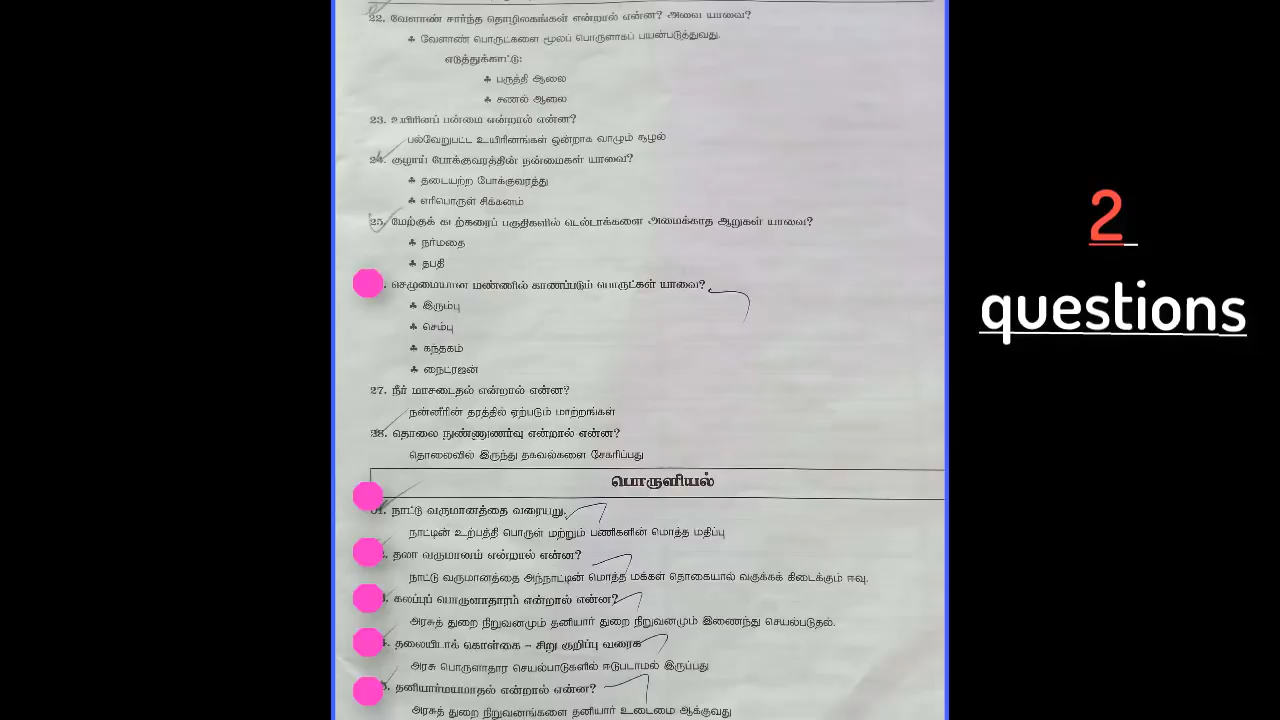 22. வேளாண் சார்ந்த தொழிலகங்கள் என்றால் என்ன? அவை யாவை?
♣ வேளாண் பொருட்களை மூலப் பொருளாகப் பயன்படுத்துவது.
எடுத்துக்காட்டு:
♣ பருத்தி ஆலை
♣ சணல் ஆலை
23. உயிரினப் பன்மை என்றால் என்ன?
பல்வேறுபட்ட உயிரினங்கள் ஒன்றாக வாழும் சூழல்
24. குழாய் போக்குவரத்தின் நன்மைகள் யாவை?
♣ தடையற்ற போக்குவரத்து
♣ எரிபொருள் சிக்கனம்
25. மேற்குக் கடற்கரைப் பகுதிகளில் டெல்டாக்களை அமைக்காத ஆறுகள் யாவை?
♣ நர்மதை
♣ தபதி
. செழுமையான மண்ணில் காணப்படும் பொருட்கள் யாவை?
♣ இரும்பு
♣ செம்பு
♣ கந்தகம்
♣ நைட்ரஜன்
27. நீர் மாசடைதல் என்றால் என்ன?
நன்னீரின் தரத்தில் ஏற்படும் மாற்றங்கள்
28. தொலை நுண்ணுணர்வு என்றால் என்ன?
தொலைவில் இருந்து தகவல்களை சேகரிப்பது
பொருளியல்
01. நாட்டு வருமானத்தை வரையறு.
நாட்டின் உற்பத்தி பொருள் மற்றும் பணிகளின் மொத்த மதிப்பு
2. தலா வருமானம் என்றால் என்ன?
நாட்டு வருமானத்தை அந்நாட்டின் மொத்த மக்கள் தொகையால் வகுக்கக் கிடைக்கும் ஈவு.
3. கலப்புப் பொருளாதாரம் என்றால் என்ன?
அரசுத் துறை நிறுவனமும் தனியார் துறை நிறுவனமும் இணைந்து செயல்படுதல்.
4. தலையிடாக் கொள்கை – சிறு குறிப்பு வரைக
அரசு பொருளாதார செயல்பாடுகளில் ஈடுபடாமல் இருப்பது
5. தனியார்மயமாதல் என்றால் என்ன?
அரசுத் துறை நிறுவனங்களை தனியார் உடைமை ஆக்குவது
2
questions